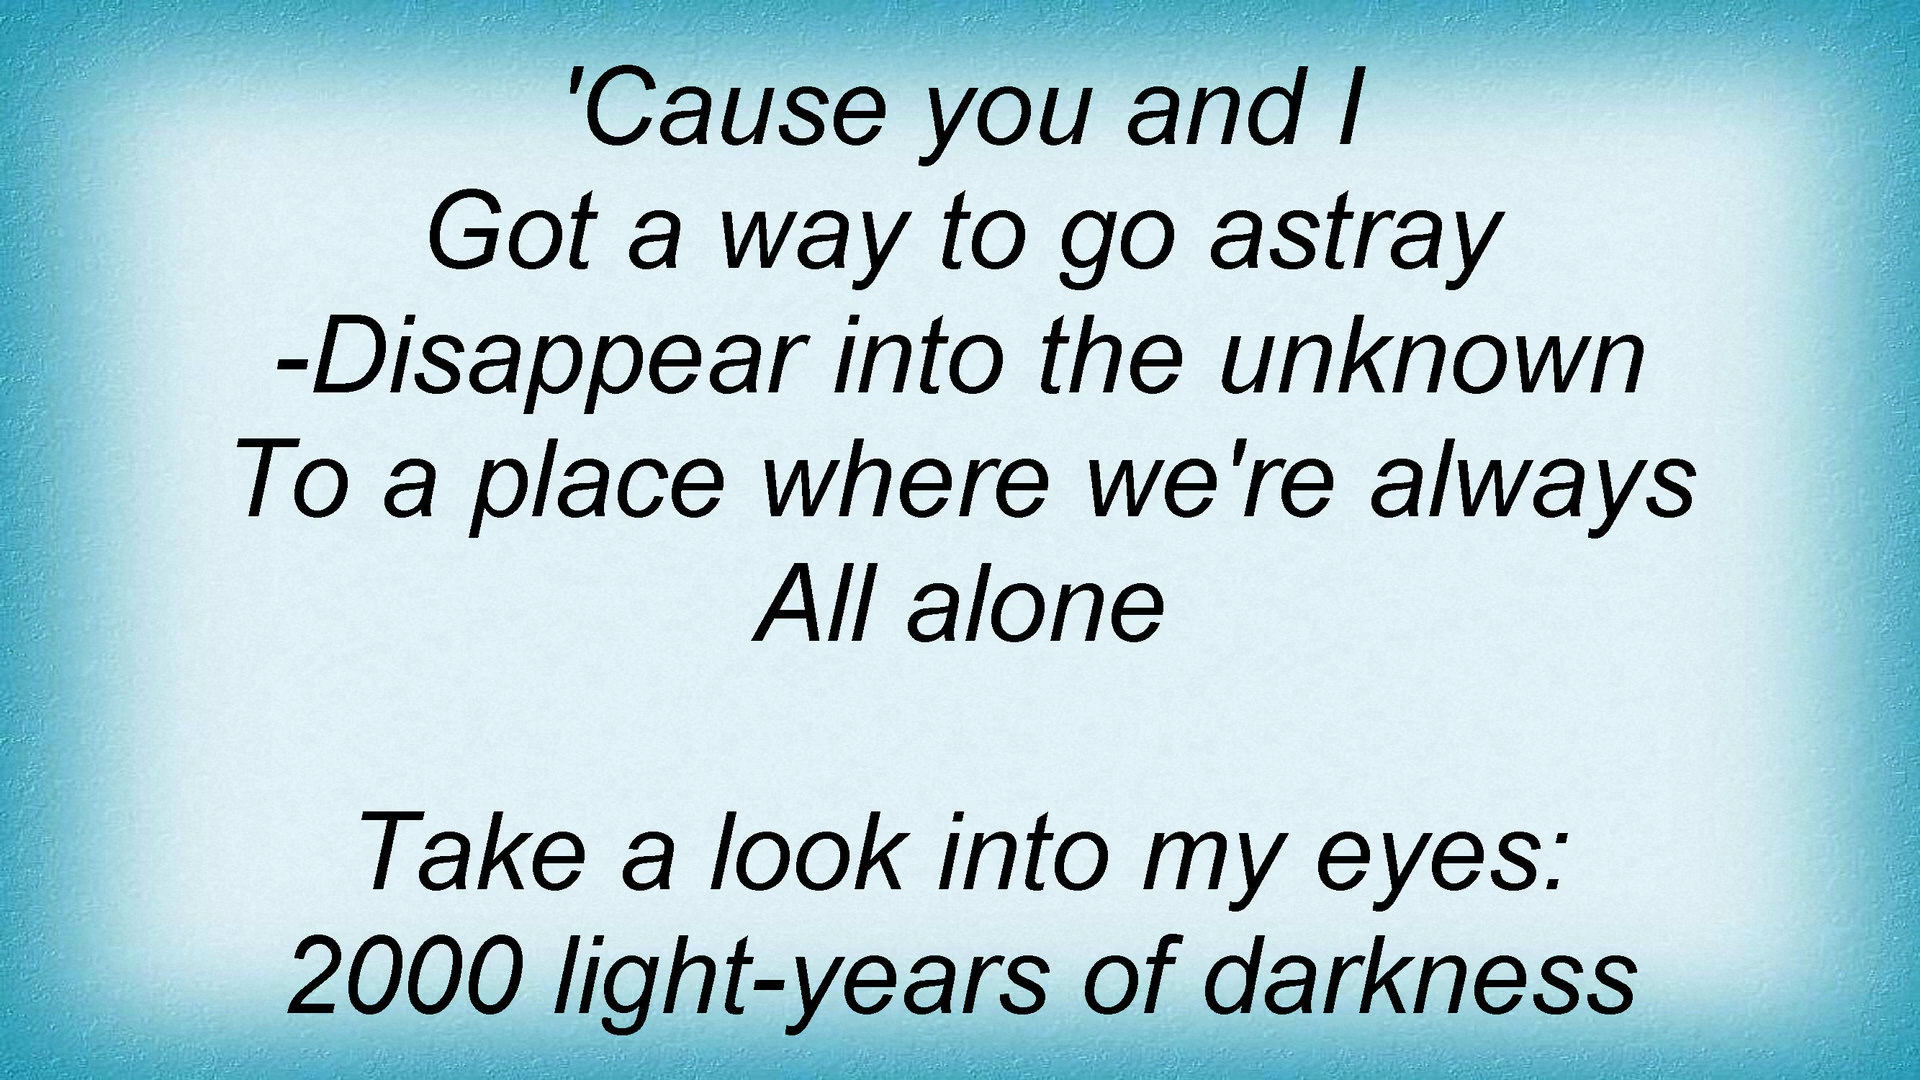 'Cause you and I
Got a way to go astray
-Disappear into the unknown
To a place where we're always
All alone
Take a look into my eyes:
2000 light-years of darkness